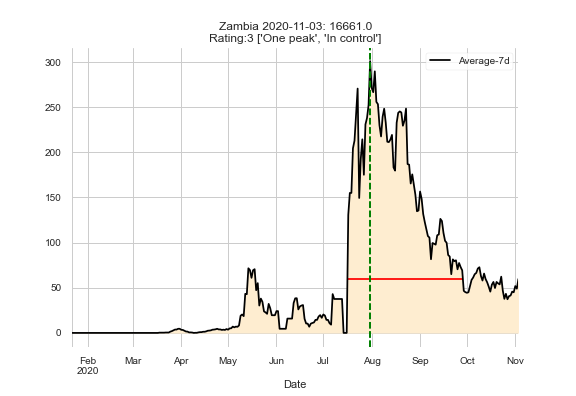 Zambia 2020-11-03: 16661.0
Rating:3 ['One peak', 'In control']
Average-7d
300
250
200
150
100
50
0
Feb Mar Apr May Jun Jul Aug Sep Oct Nov
2020
Date